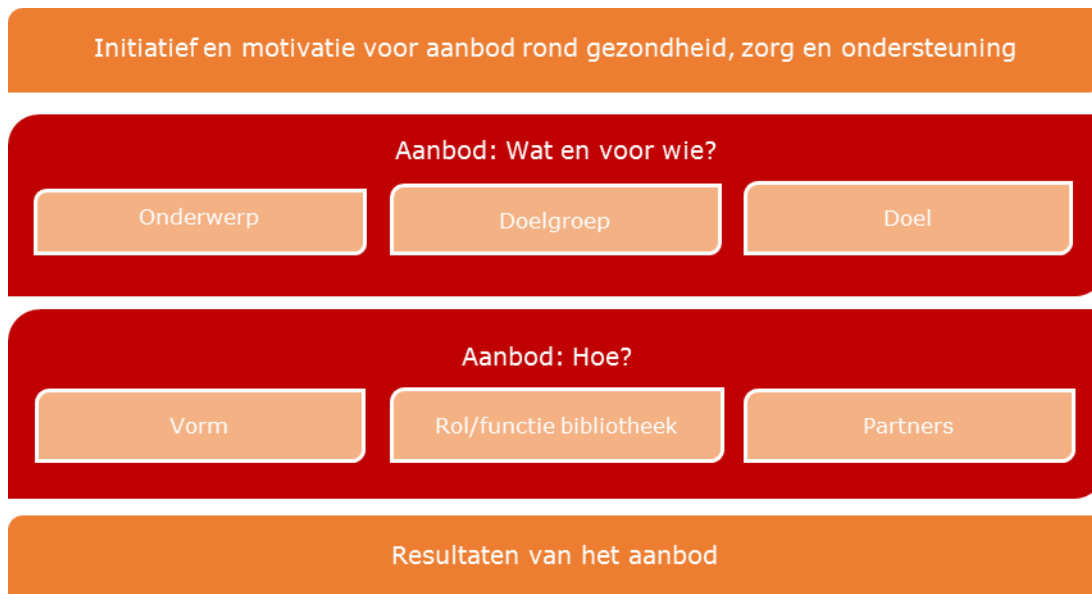 Initiatief en motivatie voor aanbod rond gezondheid, zorg en ondersteuning
Aanbod: Wat en voor wie?
Onderwerp
Doelgroep
Doel
Aanbod: Hoe?
Vorm
Rol/functie bibliotheek
Partners
Resultaten van het aanbod